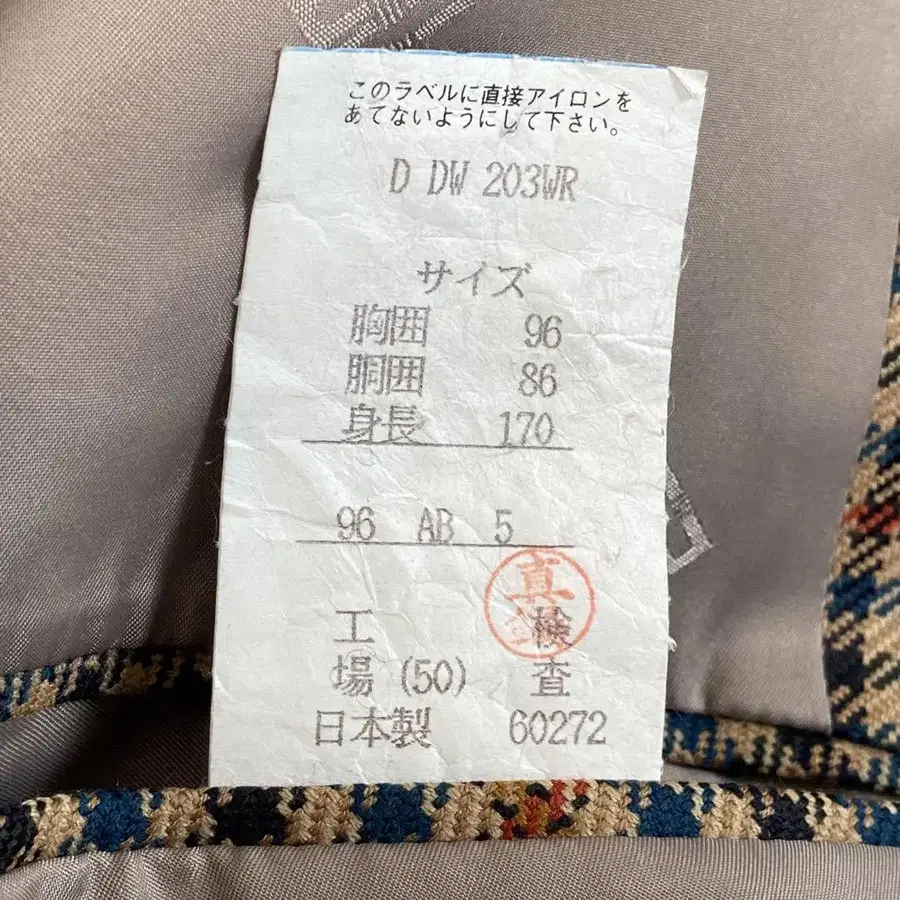 このラベルに直接アイロンを
あてないようにして下さい。
D DW 203WR
サイズ
胸囲 96
胴囲 86
身長 170
96 AB 5
真
工 検
場 (50) 査
日本製 60272